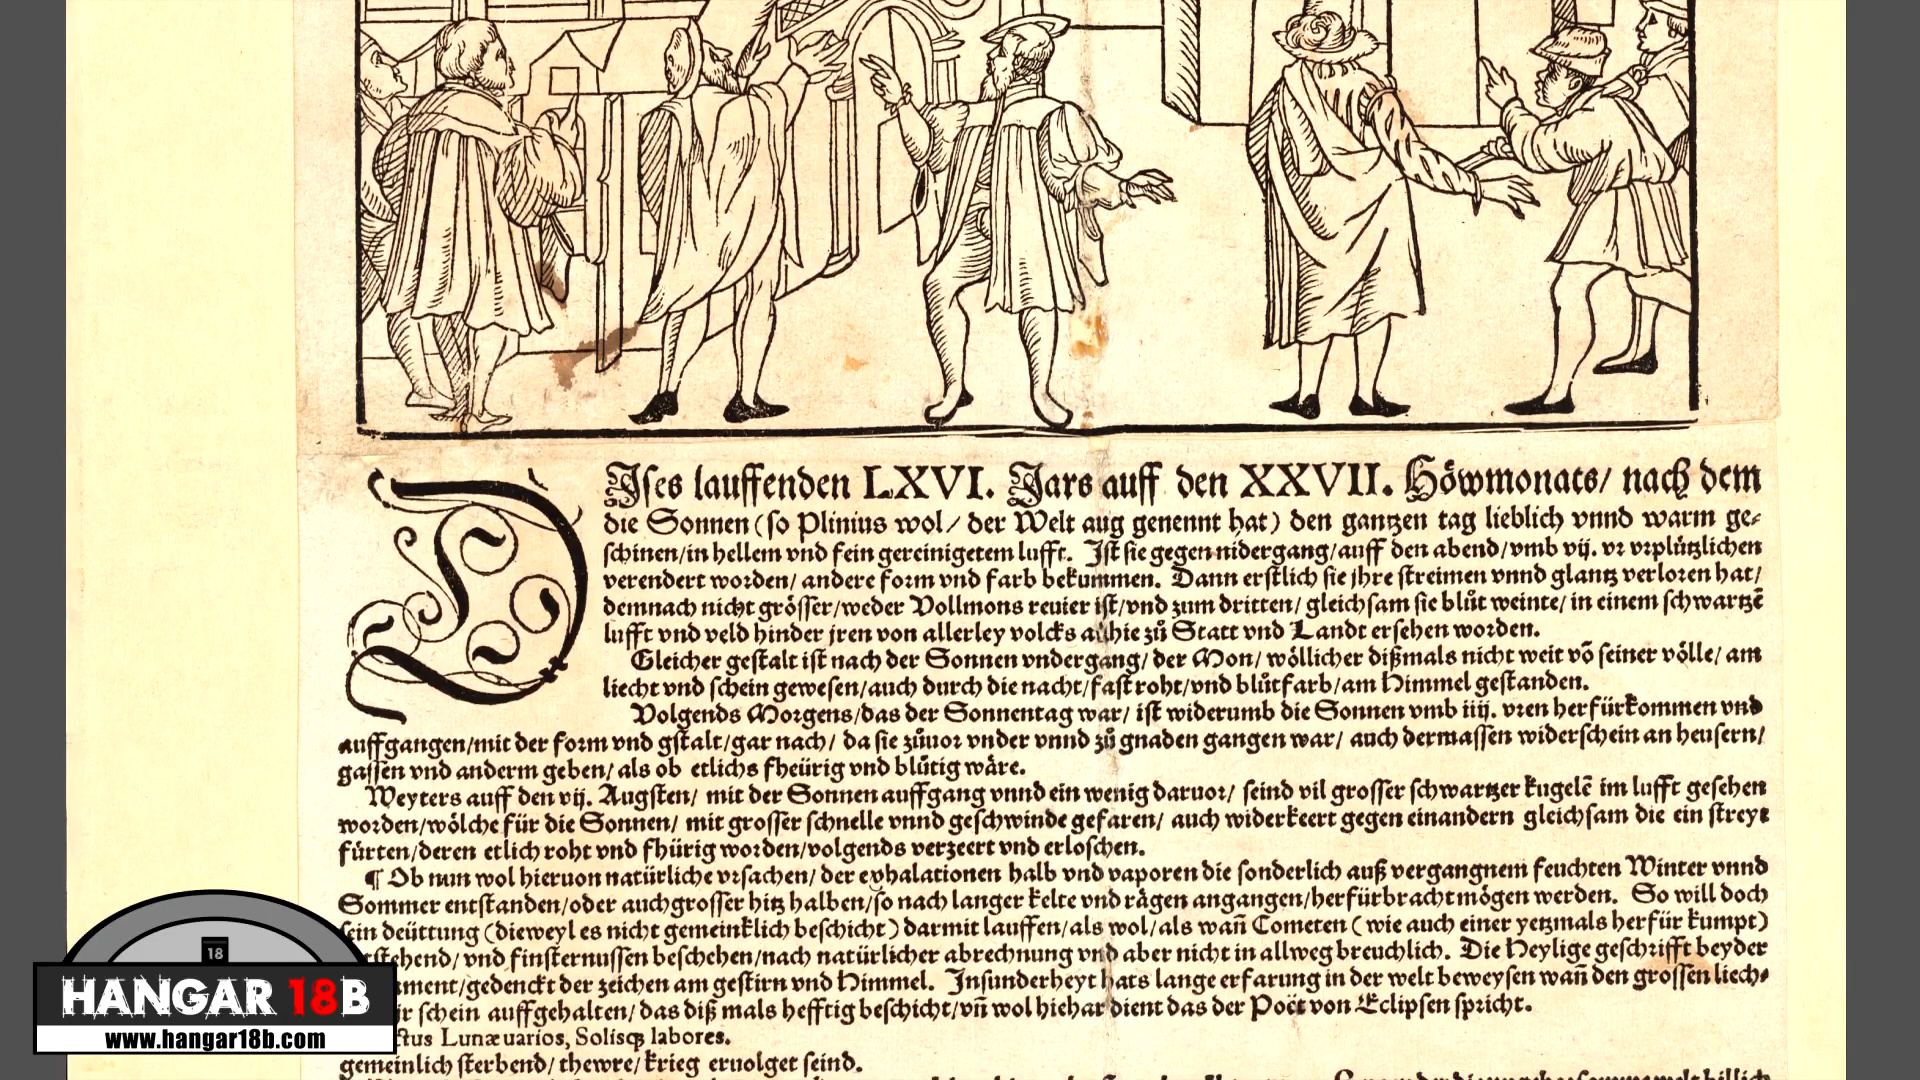 DIses lauffenden LXVI. Jars auff den XXVII. Höwmonats/ nach dem
die Sonnen (so Plinius wol/ der Welt aug genennt hat) den gantzen tag lieblich vnnd warm ge⸗
schinen/in hellem vnd fein gereinigetem lufft. Ist sie gegen nidergang/auff den abend/vmb vij. vr vrplützlichen
verendert worden/ andere form vnd farb bekummen. Dann erstlich sie jhre streimen vnnd glantz verloren hat/
demnach nicht grösser/weder Vollmons reuier ist/vnd zum dritten/ gleichsam sie blůt weinte/ in einem schwartzē
lufft vnd veld hinder jren von allerley volcks alhie zů Statt vnd Landt ersehen worden.
Gleicher gestalt ist nach der Sonnen vndergang/ der Mon/ wöllicher dißmals nicht weit vō seiner völle/ am
liecht vnd schein gewesen/auch durch die nacht/fast roht/vnd blůtfarb/am Himmel gestanden.
Volgends Morgens/das der Sonnentag war/ ist widerumb die Sonnen vmb iiij. vren herfürkommen vnd
auffgangen/mit der form vnd gstalt/gar nach/ da sie zůuor vnder vnnd zů gnaden gangen war/ auch dermassen widerschein an heusern/
gassen vnd anderm geben/ als ob etlichs fheürig vnd blůtig wäre.
Weyters auff den vij. Augsten/ mit der Sonnen auffgang vnnd ein wenig daruor/ seind vil grosser schwartzer kugelē im lufft gesehen
worden/wölche für die Sonnen/ mit grosser schnelle vnnd geschwinde gefaren/ auch widerkeert gegen einandern gleichsam die ein streyt
fürten/deren etlich roht vnd fhürig worden/volgends verzeert vnd erloschen.
¶ Ob nun wol hieruon natürliche vrsachen/ der exhalationen halb vnd vaporen die sonderlich auß vergangnem feuchten Winter vnnd
Sommer entstanden/oder auch grosser hitz halben/so nach langer kelte vnd rägen angangen/herfürbracht mögen werden. So will doch
sein deüttung (dieweyl es nicht gemeinklich beschicht) darmit lauffen/als wol/als wañ Cometen (wie auch einer yetzmals herfür kumpt)
stehend/ vnd finsternussen beschehen/nach natürlicher abrechnung vnd aber nicht in allweg breuchlich. Die Heylige geschrifft beyder
ment/gedenckt der zeichen am gestirn vnd Himmel. Insunderheyt hats lange erfarung in der welt beweysen wañ den grossen liech⸗
jr schein auffgehalten/das diß mals hefftig beschicht/vñ wol hiehar dient das der Poët von Eclipsen spricht.
ctus Lunæ uarios, Solisq; labores.
gemeinlich sterbend/ thewre/ krieg eruolget seind.
18
HANGAR 18B
www.hangar18b.com